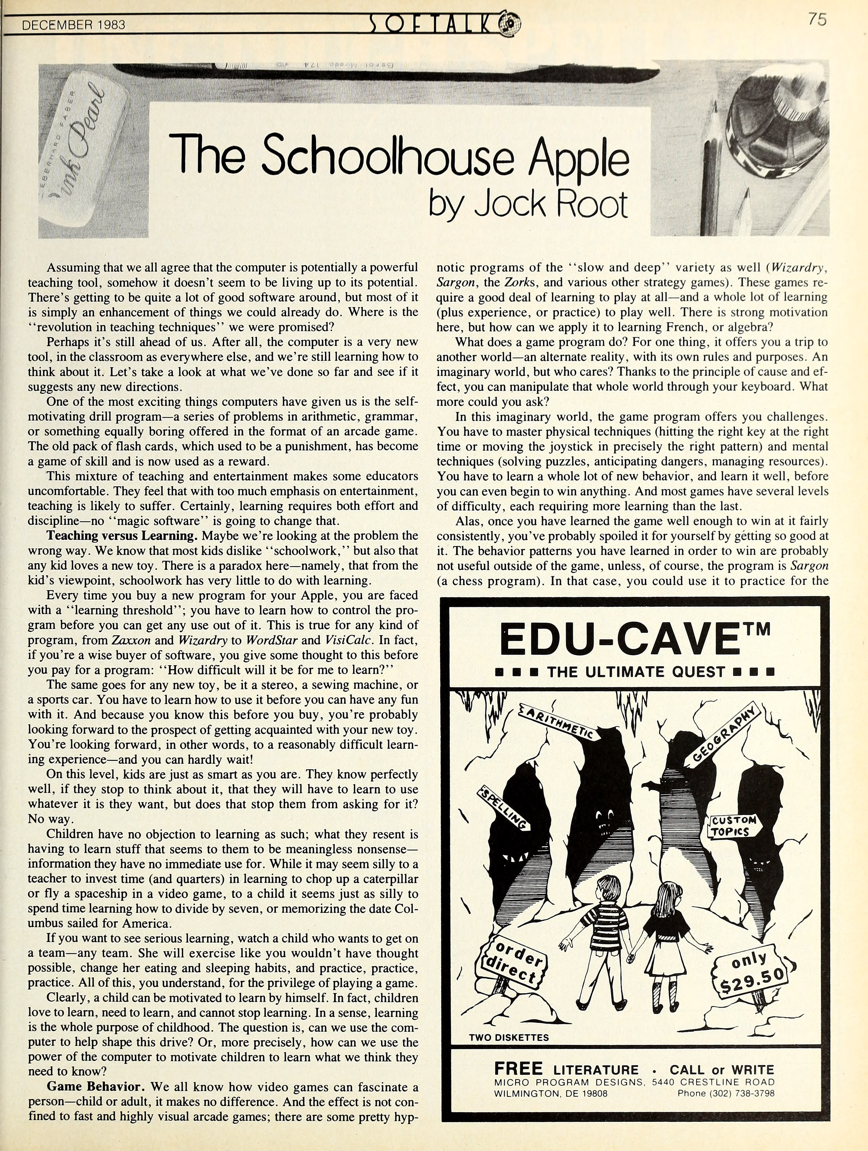 DECEMBER 1983
SOFTALK
75
EBERHARD FABER
ink Pearl
The Schoolhouse Apple
by Jock Root
Assuming that we all agree that the computer is potentially a powerful
teaching tool, somehow it doesn't seem to be living up to its potential.
There's getting to be quite a lot of good software around, but most of it
is simply an enhancement of things we could already do. Where is the
“revolution in teaching techniques” we were promised?
Perhaps it's still ahead of us. After all, the computer is a very new
tool, in the classroom as everywhere else, and we're still learning how to
think about it. Let's take a look at what we've done so far and see if it
suggests any new directions.
One of the most exciting things computers have given us is the self-
motivating drill program—a series of problems in arithmetic, grammar,
or something equally boring offered in the format of an arcade game.
The old pack of flash cards, which used to be a punishment, has become
a game of skill and is now used as a reward.
This mixture of teaching and entertainment makes some educators
uncomfortable. They feel that with too much emphasis on entertainment,
teaching is likely to suffer. Certainly, learning requires both effort and
discipline—no “magic software” is going to change that.
Teaching versus Learning. Maybe we're looking at the problem the
wrong way. We know that most kids dislike “schoolwork,” but also that
any kid loves a new toy. There is a paradox here—namely, that from the
kid's viewpoint, schoolwork has very little to do with learning.
Every time you buy a new program for your Apple, you are faced
with a “learning threshold”; you have to learn how to control the pro-
gram before you can get any use out of it. This is true for any kind of
program, from Zaxxon and Wizardry to WordStar and VisiCalc. In fact,
if you're a wise buyer of software, you give some thought to this before
you pay for a program: “How difficult will it be for me to learn?”
The same goes for any new toy, be it a stereo, a sewing machine, or
a sports car. You have to learn how to use it before you can have any fun
with it. And because you know this before you buy, you're probably
looking forward to the prospect of getting acquainted with your new toy.
You're looking forward, in other words, to a reasonably difficult learn-
ing experience—and you can hardly wait!
On this level, kids are just as smart as you are. They know perfectly
well, if they stop to think about it, that they will have to learn to use
whatever it is they want, but does that stop them from asking for it?
No way.
Children have no objection to learning as such; what they resent is
having to learn stuff that seems to them to be meaningless nonsense—
information they have no immediate use for. While it may seem silly to a
teacher to invest time (and quarters) in learning to chop up a caterpillar
or fly a spaceship in a video game, to a child it seems just as silly to
spend time learning how to divide by seven, or memorizing the date Col-
umbus sailed for America.
If you want to see serious learning, watch a child who wants to get on
a team—any team. She will exercise like you wouldn't have thought
possible, change her eating and sleeping habits, and practice, practice,
practice. All of this, you understand, for the privilege of playing a game.
Clearly, a child can be motivated to learn by himself. In fact, children
love to learn, need to learn, and cannot stop learning. In a sense, learning
is the whole purpose of childhood. The question is, can we use the com-
puter to help shape this drive? Or, more precisely, how can we use the
power of the computer to motivate children to learn what we think they
need to know?
Game Behavior. We all know how video games can fascinate a
person—child or adult, it makes no difference. And the effect is not con-
fined to fast and highly visual arcade games; there are some pretty hyp-
notic programs of the “slow and deep” variety as well (Wizardry,
Sargon, the Zorks, and various other strategy games). These games re-
quire a good deal of learning to play at all—and a whole lot of learning
(plus experience, or practice) to play well. There is strong motivation
here, but how can we apply it to learning French, or algebra?
What does a game program do? For one thing, it offers you a trip to
another world—an alternate reality, with its own rules and purposes. An
imaginary world, but who cares? Thanks to the principle of cause and ef-
fect, you can manipulate that whole world through your keyboard. What
more could you ask?
In this imaginary world, the game program offers you challenges.
You have to master physical techniques (hitting the right key at the right
time or moving the joystick in precisely the right pattern) and mental
techniques (solving puzzles, anticipating dangers, managing resources).
You have to learn a whole lot of new behavior, and learn it well, before
you can even begin to win anything. And most games have several levels
of difficulty, each requiring more learning than the last.
Alas, once you have learned the game well enough to win at it fairly
consistently, you've probably spoiled it for yourself by getting so good at
it. The behavior patterns you have learned in order to win are probably
not useful outside of the game, unless, of course, the program is Sargon
(a chess program). In that case, you could use it to practice for the
EDU-CAVE™
THE ULTIMATE QUEST
ARITHMETIC
GEOGRAPHY
SPELLING
CUSTOM
TOPICS
order
direct
only
$29.50
TWO DISKETTES
FREE LITERATURE • CALL or WRITE
MICRO PROGRAM DESIGNS, 5440 CRESTLINE ROAD
WILMINGTON, DE 19808 Phone (302) 738-3798